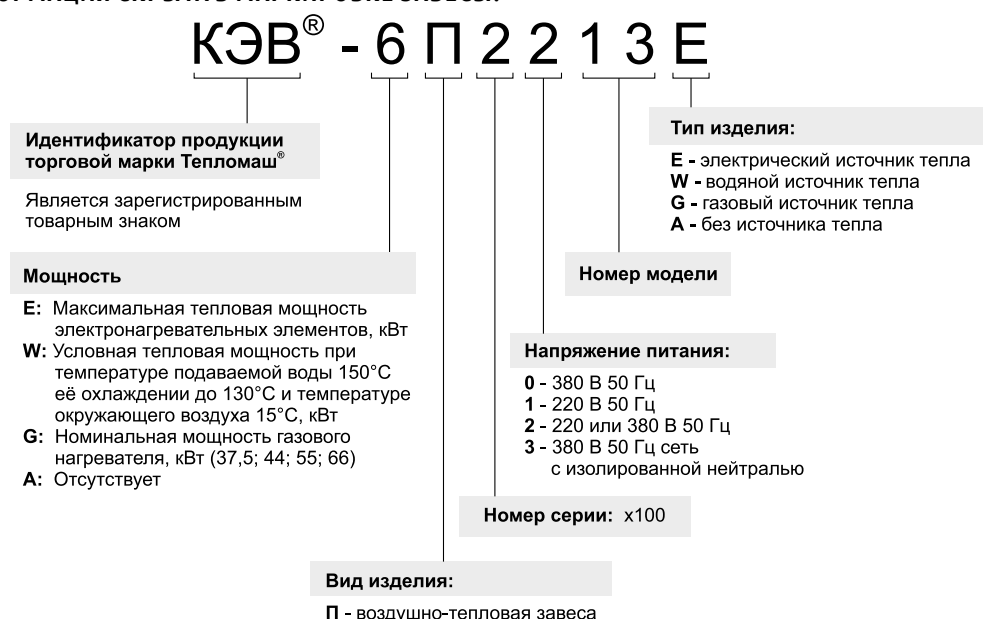 КЭВ® - 6 П 2 2 1 3 Е
Идентификатор продукции
торговой марки Тепломаш®
Является зарегистрированным
товарным знаком
Тип изделия:
Е - электрический источник тепла
W - водяной источник тепла
G - газовый источник тепла
А - без источника тепла
Мощность
Е: Максимальная тепловая мощность
электронагревательных элементов, кВт
W: Условная тепловая мощность при
температуре подаваемой воды 150°С
её охлаждении до 130°С и температуре
окружающего воздуха 15°С, кВт
G: Номинальная мощность газового
нагревателя, кВт (37,5; 44; 55; 66)
А: Отсутствует
Номер модели
Напряжение питания:
0 - 380 В 50 Гц
1 - 220 В 50 Гц
2 - 220 или 380 В 50 Гц
3 - 380 В 50 Гц сеть
с изолированной нейтралью
Номер серии: х100
Вид изделия:
П - воздушно-тепловая завеса